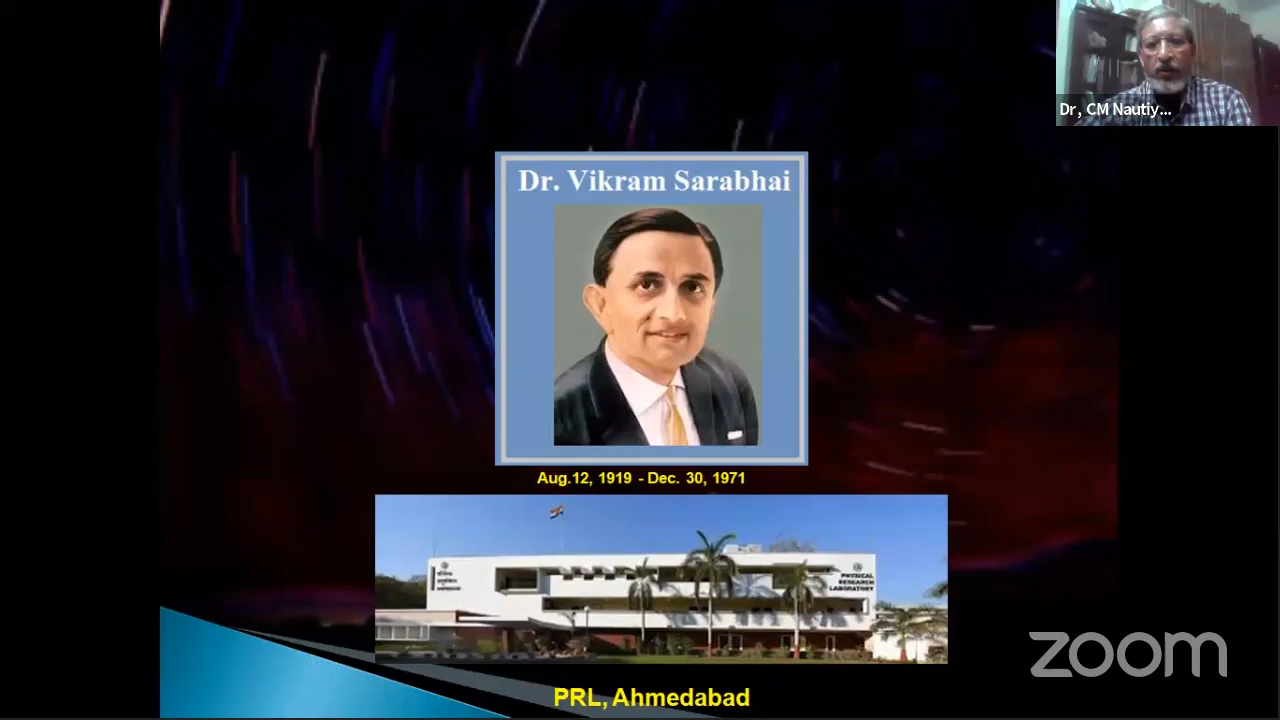 Dr, CM Nautiy...
Dr. Vikram Sarabhai
Aug.12, 1919 - Dec. 30, 1971
PHYSICAL
RESEARCH
LABORATORY
zoom
PRL, Ahmedabad